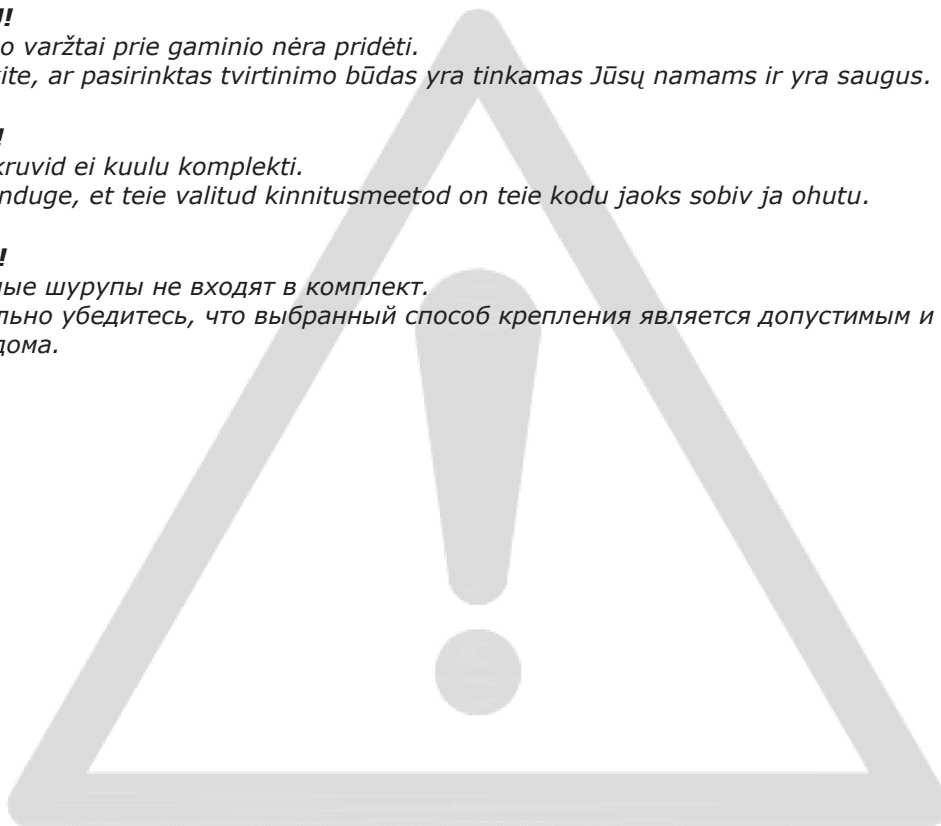 !
o varžtai prie gaminio nėra pridėti.
kite, ar pasirinktas tvirtinimo būdas yra tinkamas Jūsų namams ir yra saugus.
!
kruvid ei kuulu komplekti.
nduge, et teie valitud kinnitusmeetod on teie kodu jaoks sobiv ja ohutu.
!
ные шурупы не входят в комплект.
льно убедитесь, что выбранный способ крепления является допустимым и
дома.